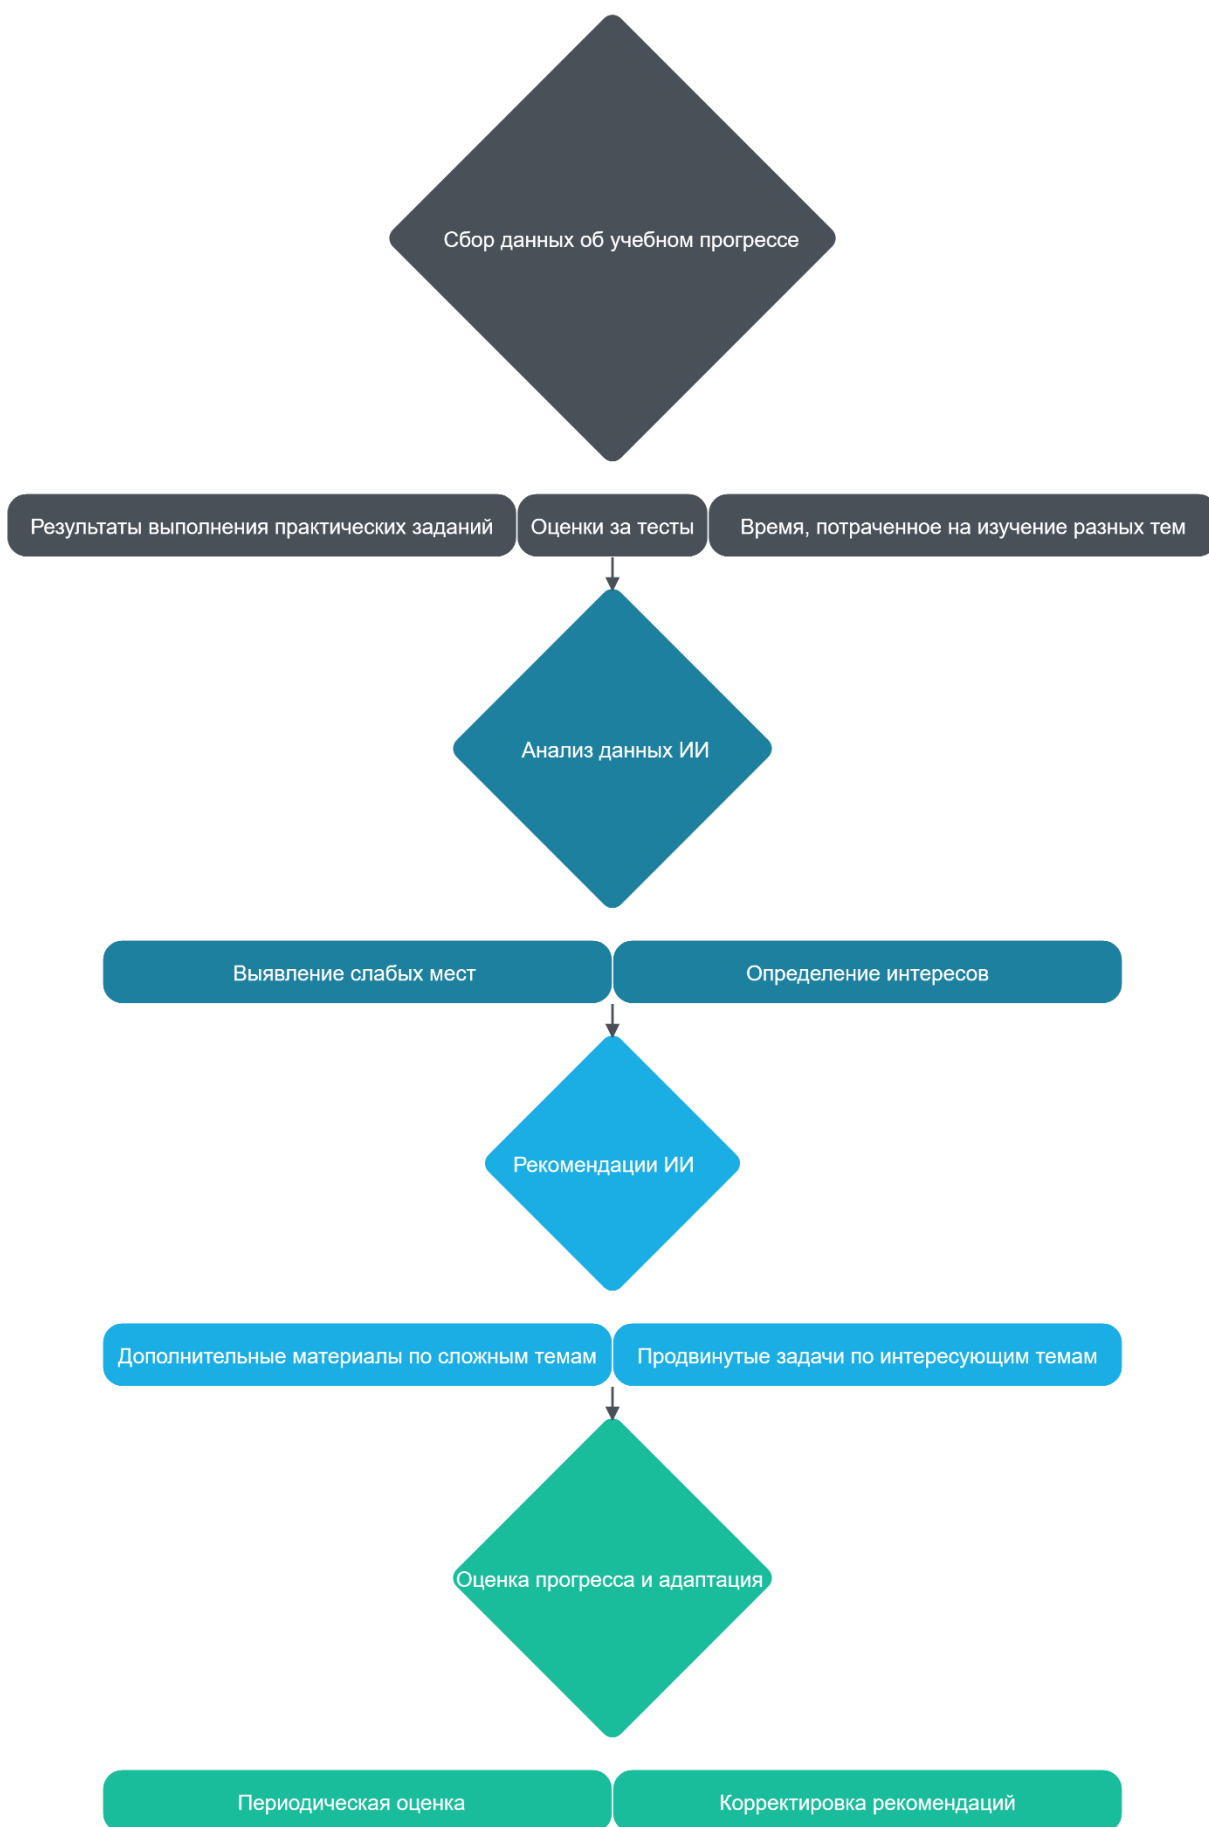 Сбор данных об учебном прогрессе
Результаты выполнения практических заданий
Оценки за тесты
Время, потраченное на изучение разных тем
Анализ данных ИИ
Выявление слабых мест
Определение интересов
Рекомендации ИИ
Дополнительные материалы по сложным темам
Продвинутые задачи по интересующим темам
Оценка прогресса и адаптация
Периодическая оценка
Корректировка рекомендаций